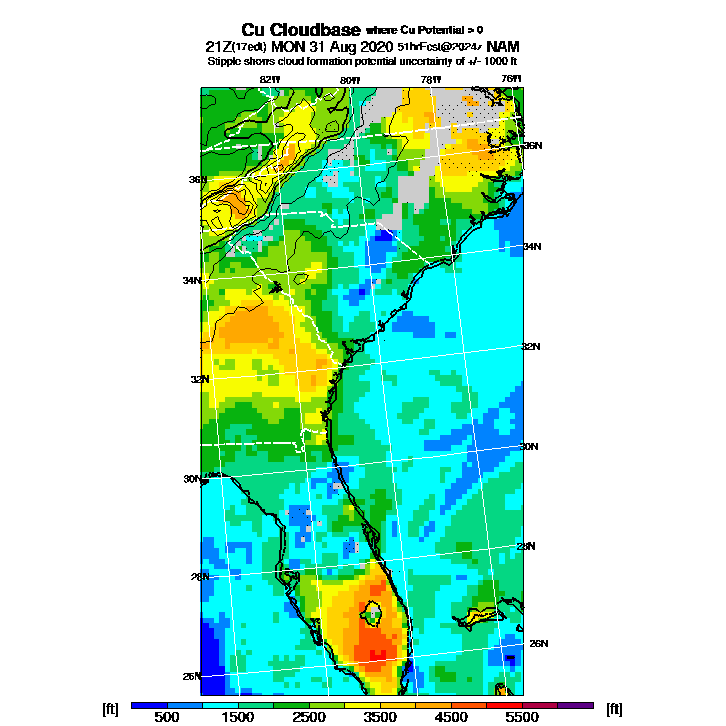 Cu Cloudbase where Cu Potential > 0
21Z(17edt) MON 31 Aug 2020 51hrFcst@2024z NAM
Stipple shows cloud formation potential uncertainty of +/- 1000 ft
82W 80W 78W 76W
36N
36N
34N
34N
32N
32N
30N
30N
28N
28N
26N
26N
[ft] [ft]
500 1500 2500 3500 4500 5500